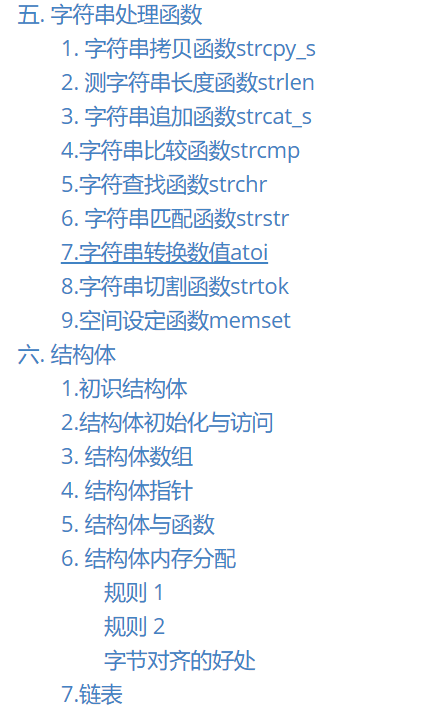 五. 字符串处理函数
1. 字符串拷贝函数strcpy_s
2. 测字符串长度函数strlen
3. 字符串追加函数strcat_s
4.字符串比较函数strcmp
5.字符查找函数strchr
6. 字符串匹配函数strstr
7.字符串转换数值atoi
8.字符串切割函数strtok
9.空间设定函数memset
六. 结构体
1.初识结构体
2.结构体初始化与访问
3. 结构体数组
4. 结构体指针
5. 结构体与函数
6. 结构体内存分配
规则 1
规则 2
字节对齐的好处
7.链表